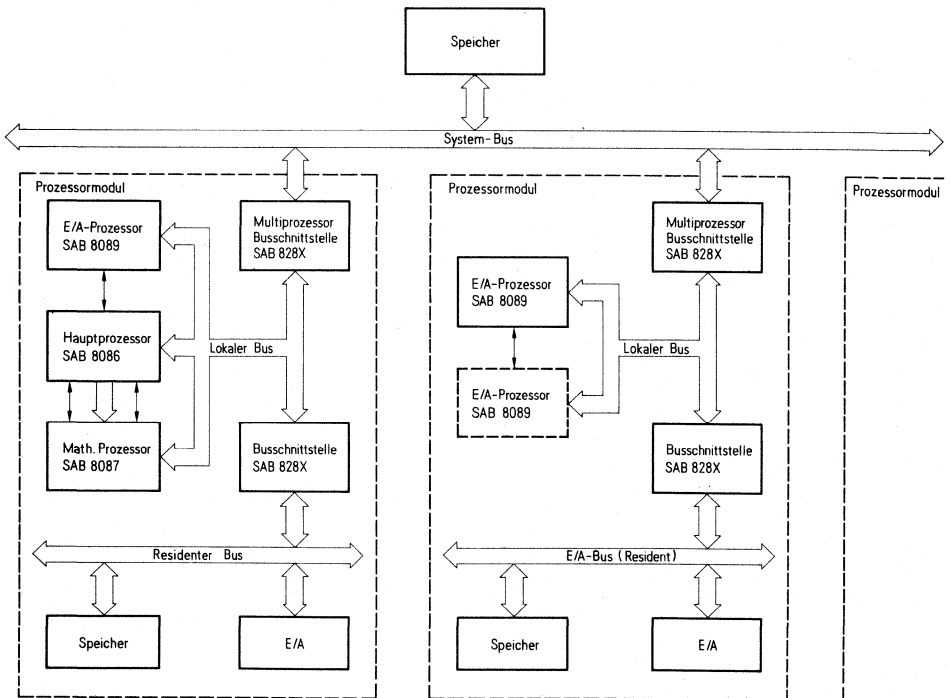 Speicher
System-Bus
Prozessormodul
E/A-Prozessor
SAB 8089
Hauptprozessor
SAB 8086
Math. Prozessor
SAB 8087
Lokaler Bus
Multiprozessor
Busschnittstelle
SAB 828X
Busschnittstelle
SAB 828X
Residenter Bus
Speicher
E/A
Prozessormodul
E/A-Prozessor
SAB 8089
E/A-Prozessor
SAB 8089
Lokaler Bus
Multiprozessor
Busschnittstelle
SAB 828X
Busschnittstelle
SAB 828X
E/A-Bus (Resident)
Speicher
E/A
Prozessormodul